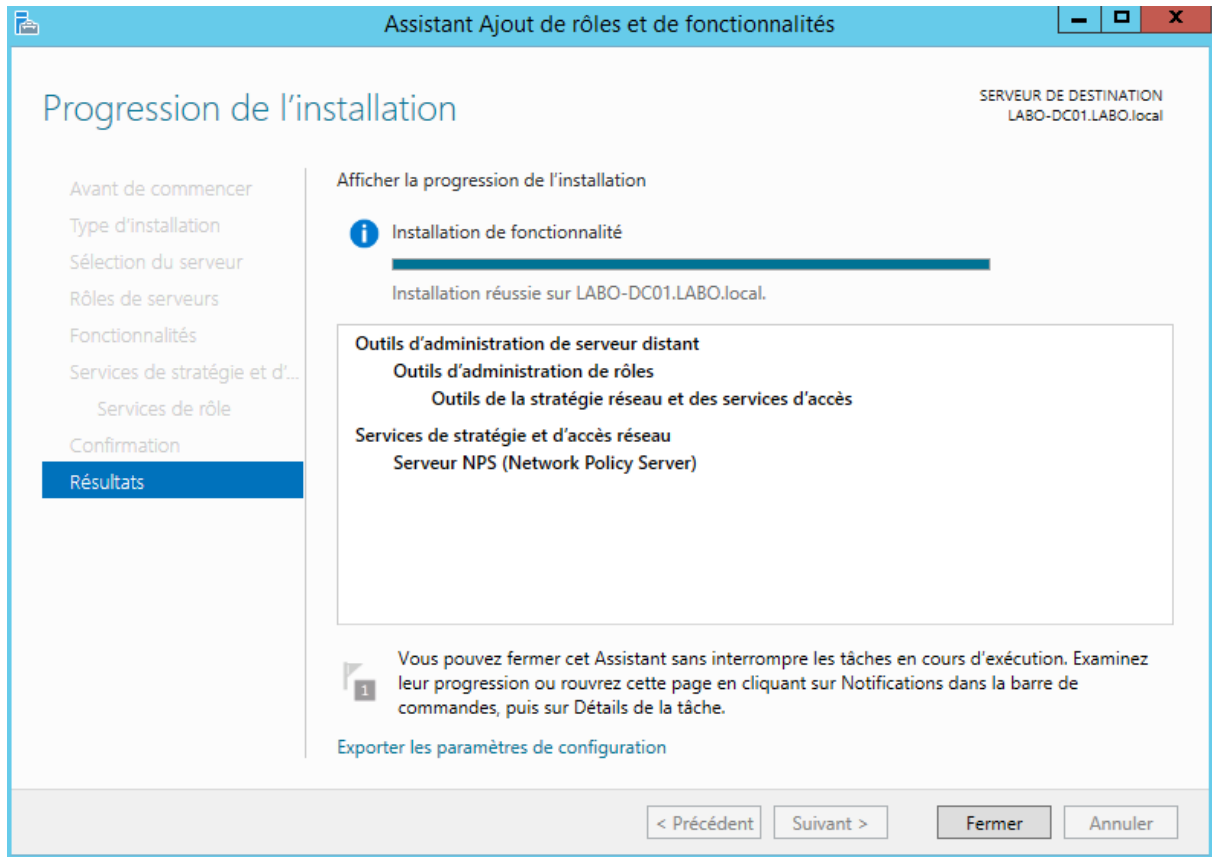 Assistant Ajout de rôles et de fonctionnalités
Progression de l'installation
SERVEUR DE DESTINATION
LABO-DC01.LABO.local
Avant de commencer
Type d'installation
Sélection du serveur
Rôles de serveurs
Fonctionnalités
Services de stratégie et d'...
Services de rôle
Confirmation
Résultats
Afficher la progression de l'installation
Installation de fonctionnalité
Installation réussie sur LABO-DC01.LABO.local.
Outils d'administration de serveur distant
Outils d'administration de rôles
Outils de la stratégie réseau et des services d'accès
Services de stratégie et d'accès réseau
Serveur NPS (Network Policy Server)
1
Vous pouvez fermer cet Assistant sans interrompre les tâches en cours d'exécution. Examinez
leur progression ou rouvrez cette page en cliquant sur Notifications dans la barre de
commandes, puis sur Détails de la tâche.
Exporter les paramètres de configuration
< Précédent
Suivant >
Fermer
Annuler